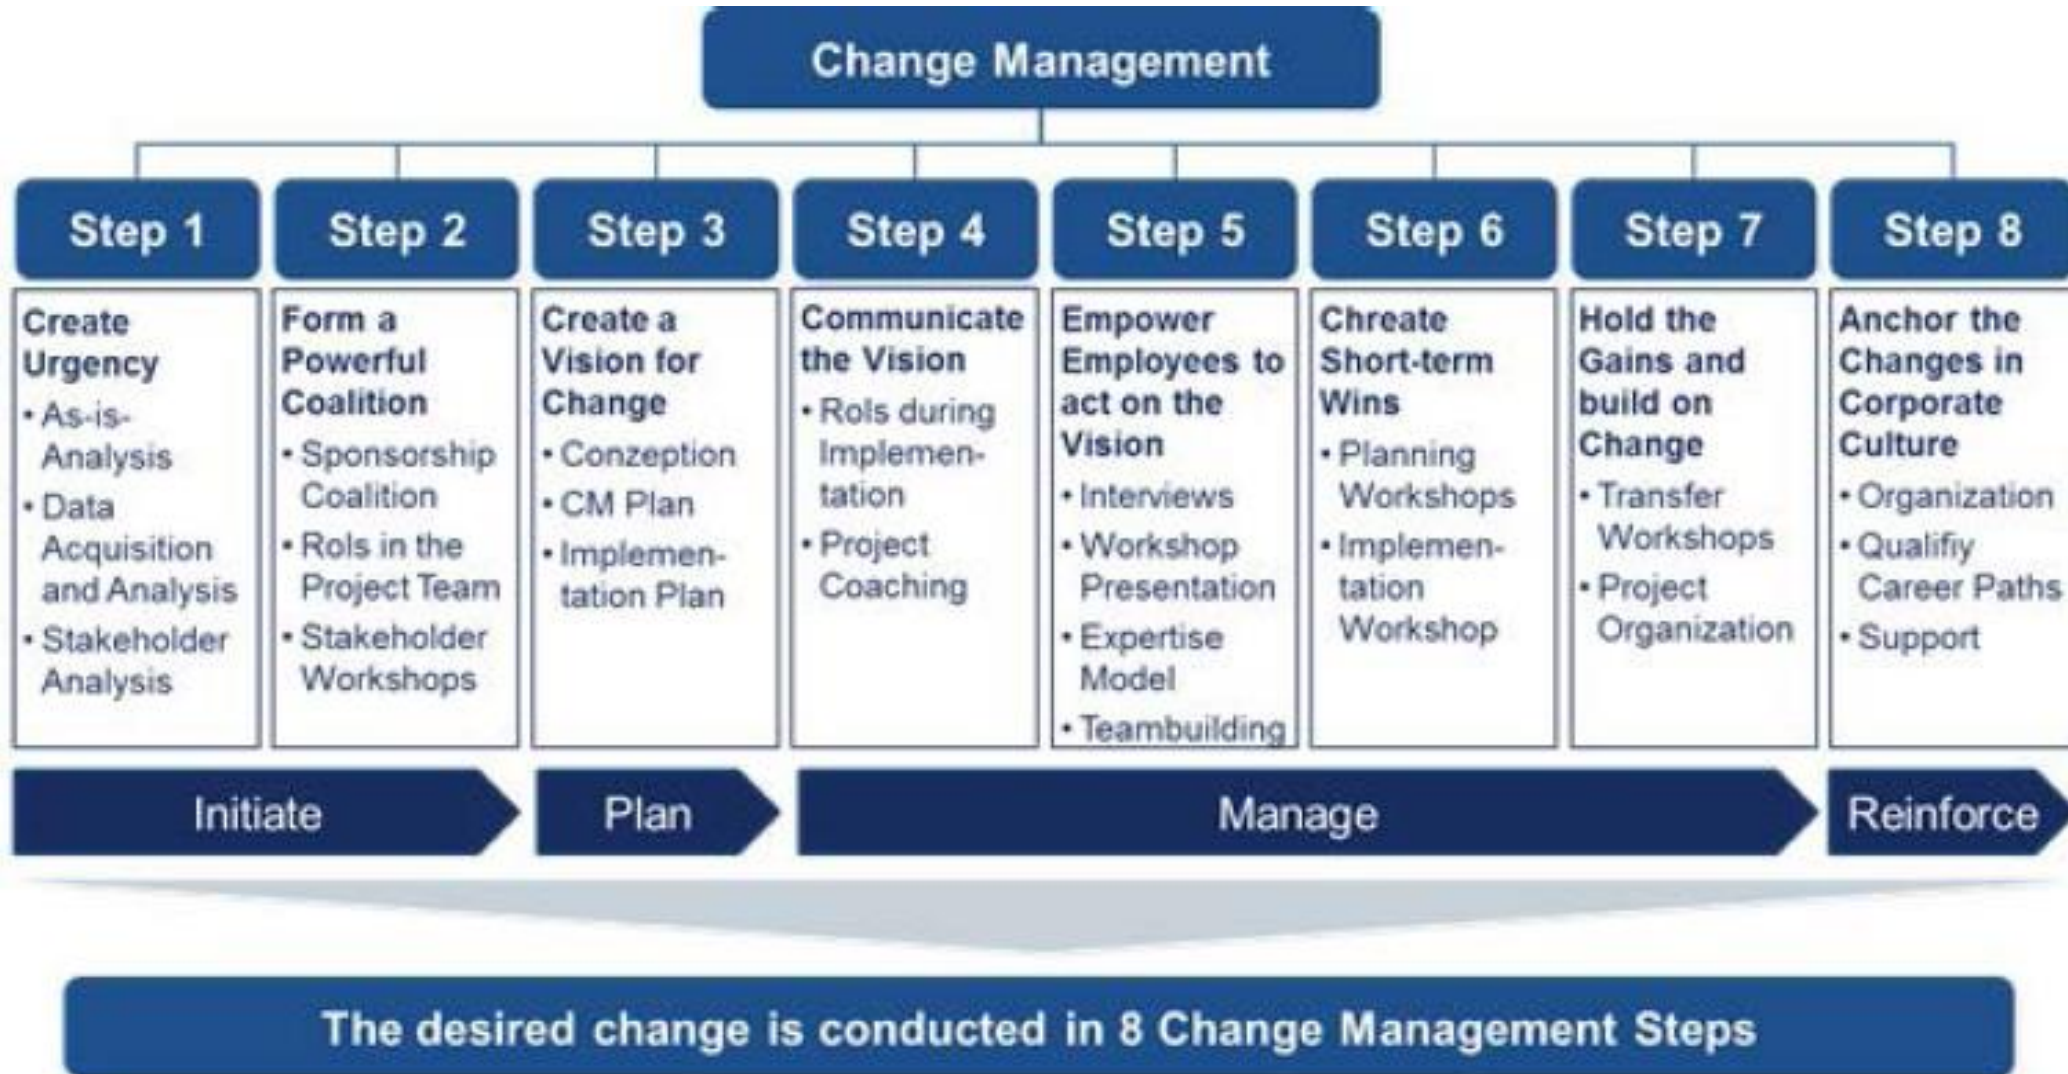 Change Management
Step 1
Create
Urgency
• As-is-
Analysis
• Data
Acquisition
and Analysis
• Stakeholder
Analysis
Step 2
Form a
Powerful
Coalition
• Sponsorship
Coalition
• Rols in the
Project Team
• Stakeholder
Workshops
Step 3
Create a
Vision for
Change
• Conzeption
• CM Plan
• Implemen-
tation Plan
Step 4
Communicate
the Vision
• Rols during
Implemen-
tation
• Project
Coaching
Step 5
Empower
Employees to
act on the
Vision
• Interviews
• Workshop
Presentation
• Expertise
Model
• Teambuilding
Step 6
Chreate
Short-term
Wins
• Planning
Workshops
• Implemen-
tation
Workshop
Step 7
Hold the
Gains and
build on
Change
• Transfer
Workshops
• Project
Organization
Step 8
Anchor the
Changes in
Corporate
Culture
• Organization
• Qualifiy
Career Paths
• Support
Initiate
Plan
Manage
Reinforce
The desired change is conducted in 8 Change Management Steps